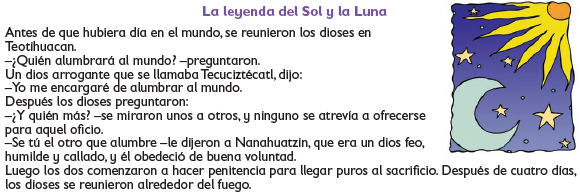 La leyenda del Sol y la Luna
Antes de que hubiera día en el mundo, se reunieron los dioses en
Teotihuacan.
–¿Quién alumbrará al mundo? –preguntaron.
Un dios arrogante que se llamaba Tecuciztécatl, dijo:
–Yo me encargaré de alumbrar al mundo.
Después los dioses preguntaron:
–¿Y quién más? –se miraron unos a otros, y ninguno se atrevía a ofrecerse
para aquel oficio.
–Se tú el otro que alumbre –le dijeron a Nanahuatzin, que era un dios feo,
humilde y callado, y él obedeció de buena voluntad.
Luego los dos comenzaron a hacer penitencia para llegar puros al sacrificio. Después de cuatro días,
los dioses se reunieron alrededor del fuego.